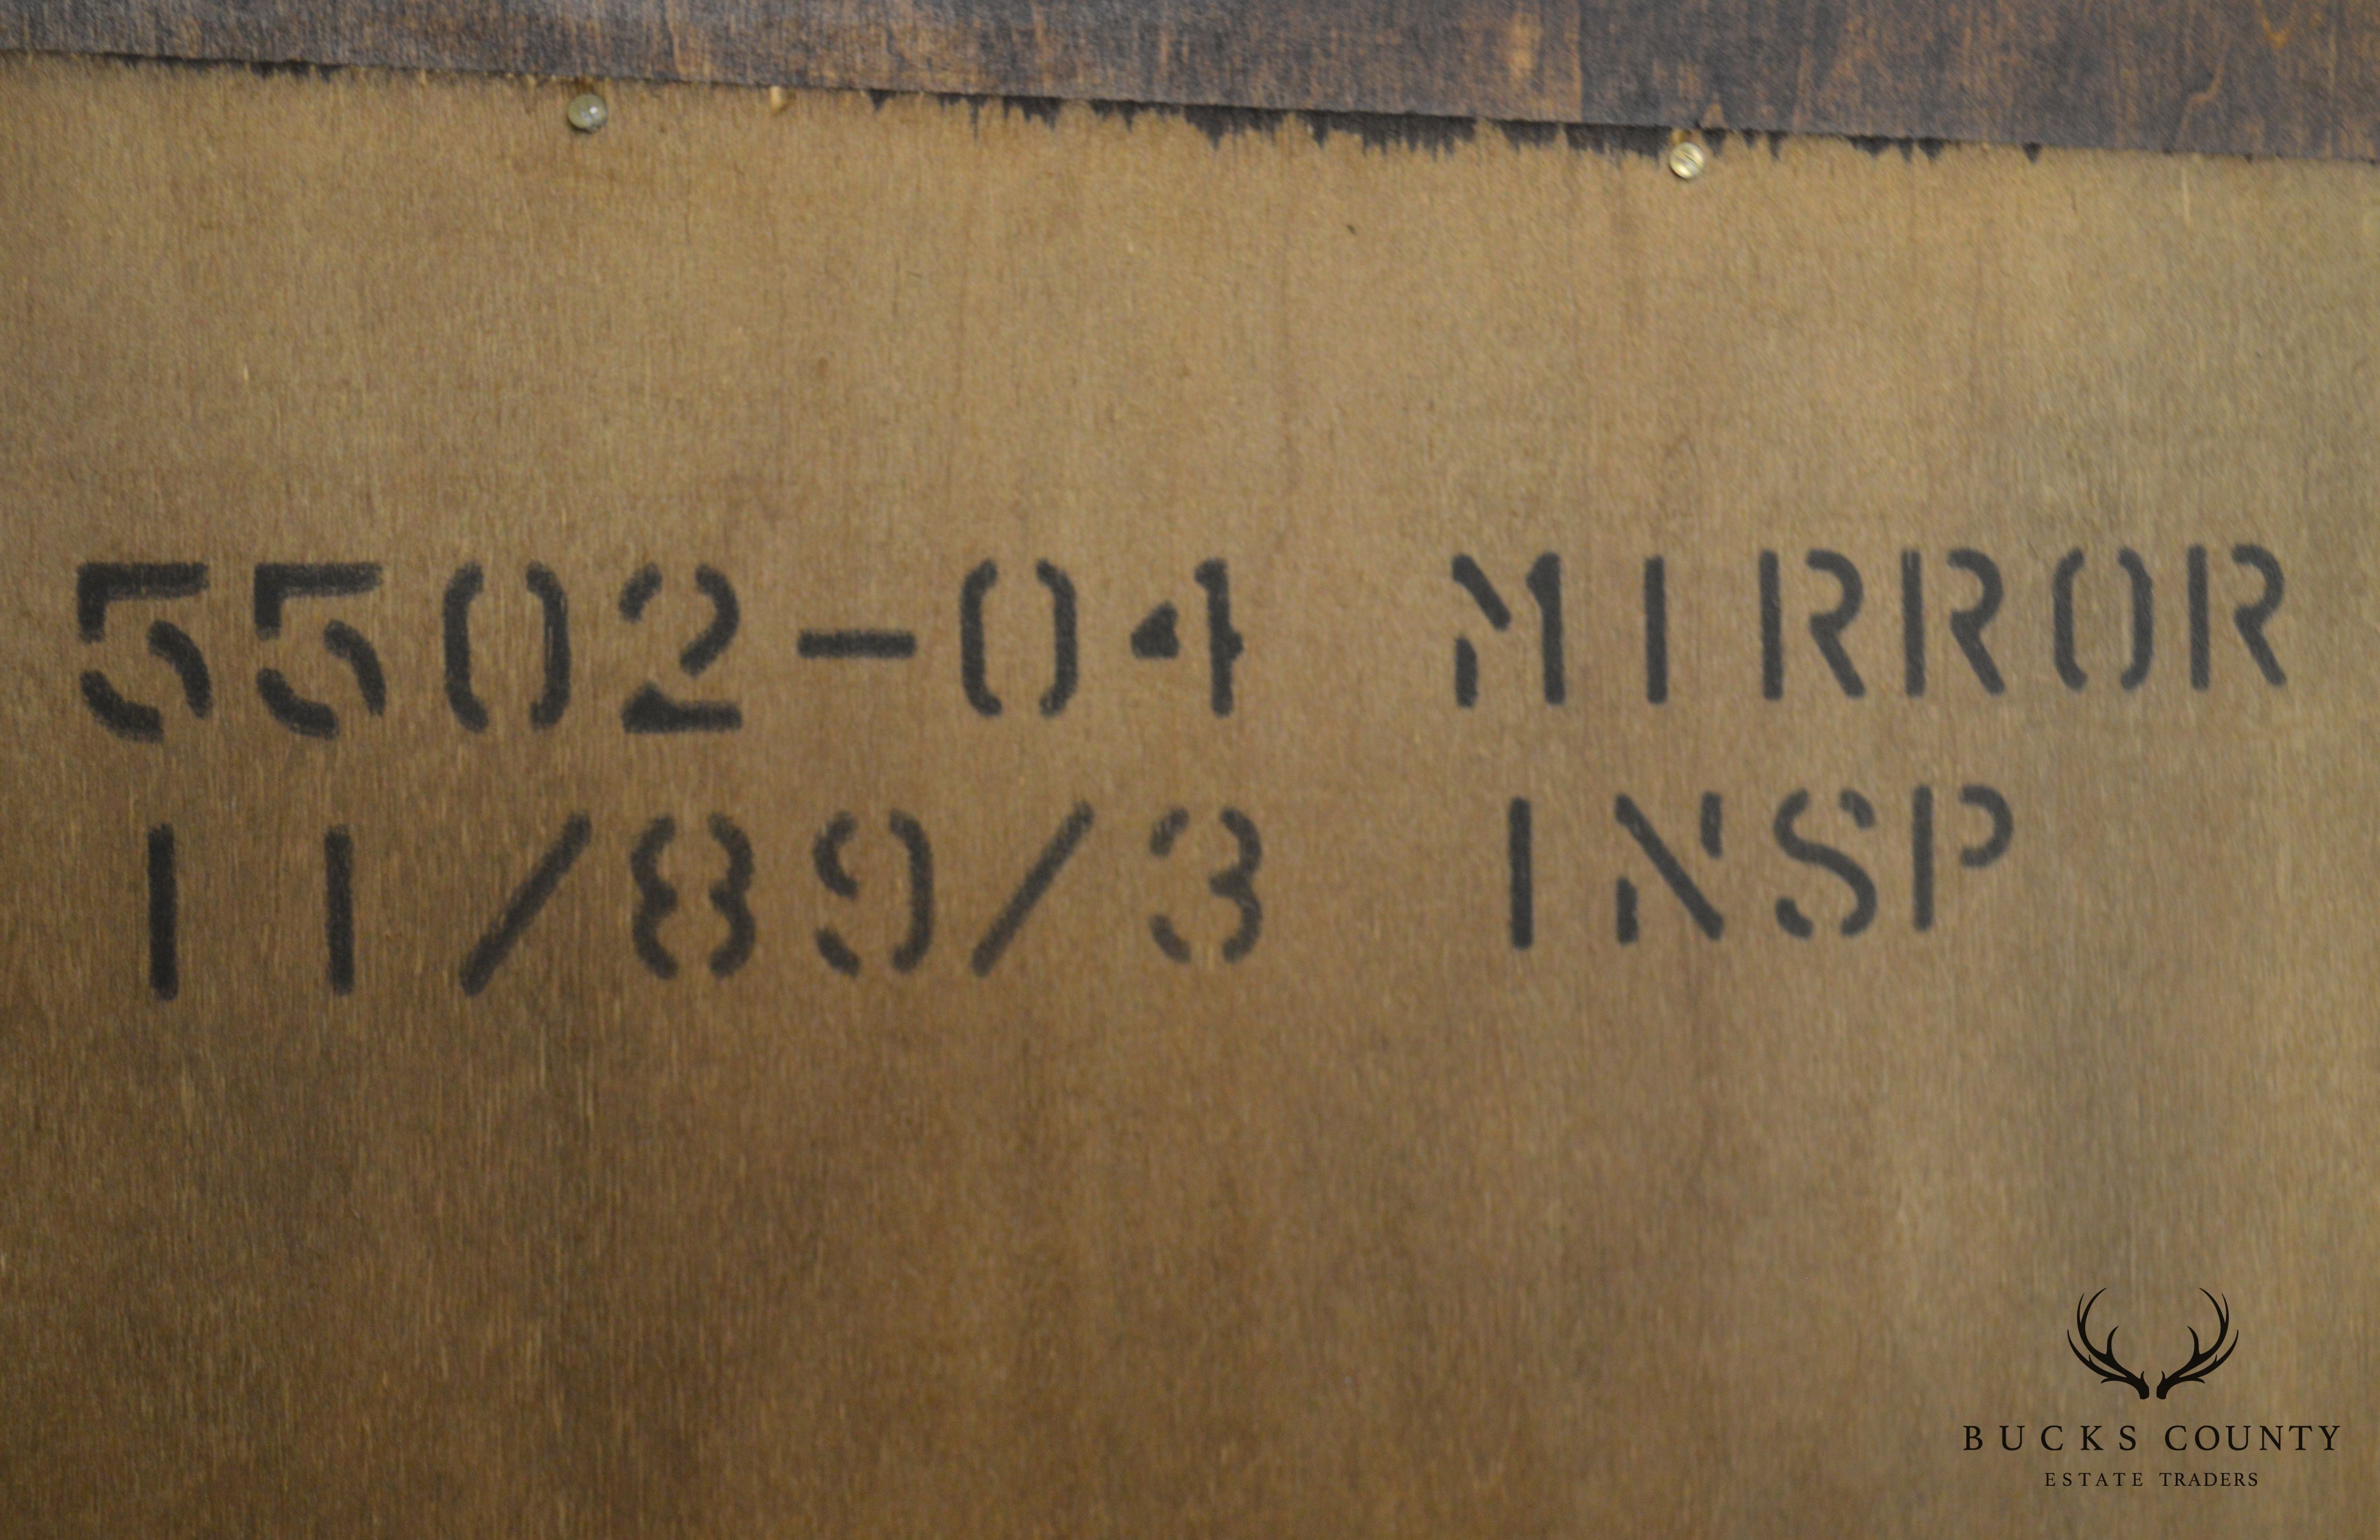 5502-04 MIRROR
11/89/3 INSP
BUCKS COUNTY
ESTATE TRADERS